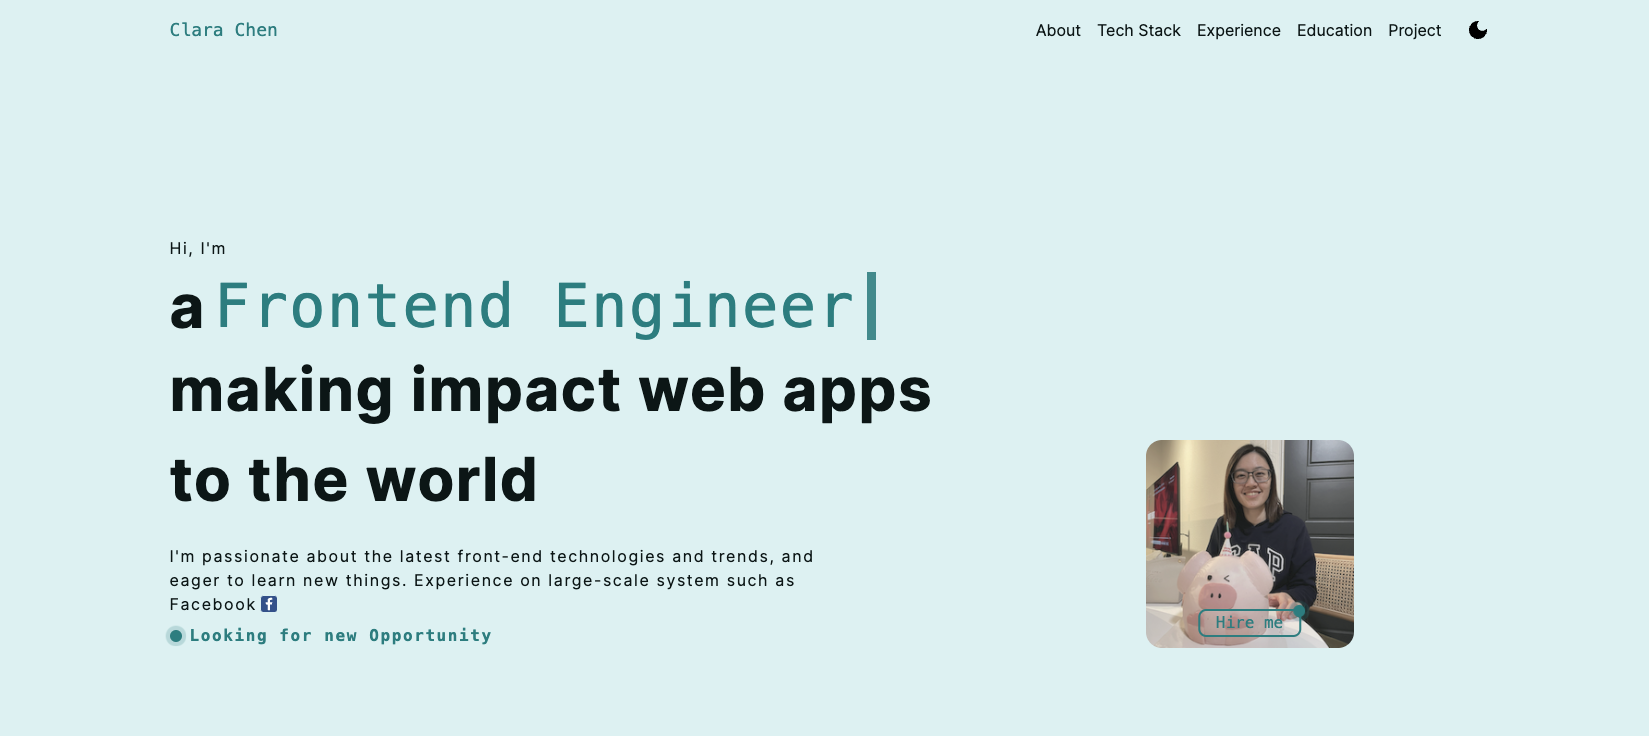 Clara Chen
About Tech Stack Experience Education Project
Hi, I'm
a Frontend Engineer
making impact web apps
to the world
I'm passionate about the latest front-end technologies and trends, and
eager to learn new things. Experience on large-scale system such as
Facebook
Looking for new Opportunity
GAP
Hire me